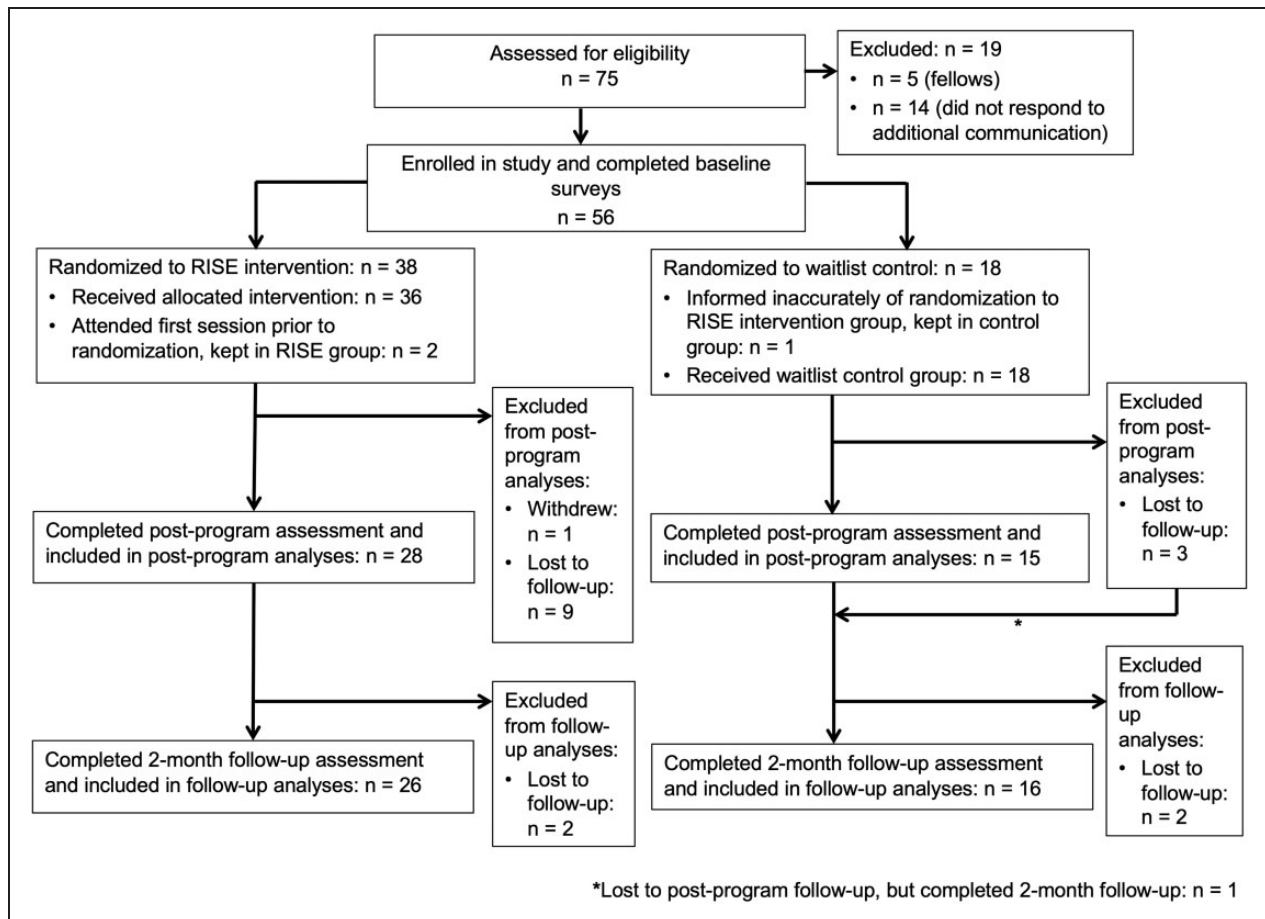 Assessed for eligibility
n = 75
Excluded: n = 19
• n = 5 (fellows)
• n = 14 (did not respond to
additional communication)
Enrolled in study and completed baseline
surveys
n = 56
Randomized to RISE intervention: n = 38
• Received allocated intervention: n = 36
• Attended first session prior to
randomization, kept in RISE group: n = 2
Randomized to waitlist control: n = 18
• Informed inaccurately of randomization to
RISE intervention group, kept in control
group: n = 1
• Received waitlist control group: n = 18
Excluded
from post-
program
analyses:
• Withdrew:
n = 1
• Lost to
follow-up:
n = 9
Excluded
from post-
program
analyses:
• Lost to
follow-up:
n = 3
Completed post-program assessment and
included in post-program analyses: n = 28
Completed post-program assessment and
included in post-program analyses: n = 15
*
Excluded
from follow-
up analyses:
• Lost to
follow-up:
n = 2
Excluded
from follow-
up
analyses:
• Lost to
follow-up:
n = 2
Completed 2-month follow-up assessment
and included in follow-up analyses: n = 26
Completed 2-month follow-up assessment
and included in follow-up analyses: n = 16
*Lost to post-program follow-up, but completed 2-month follow-up: n = 1